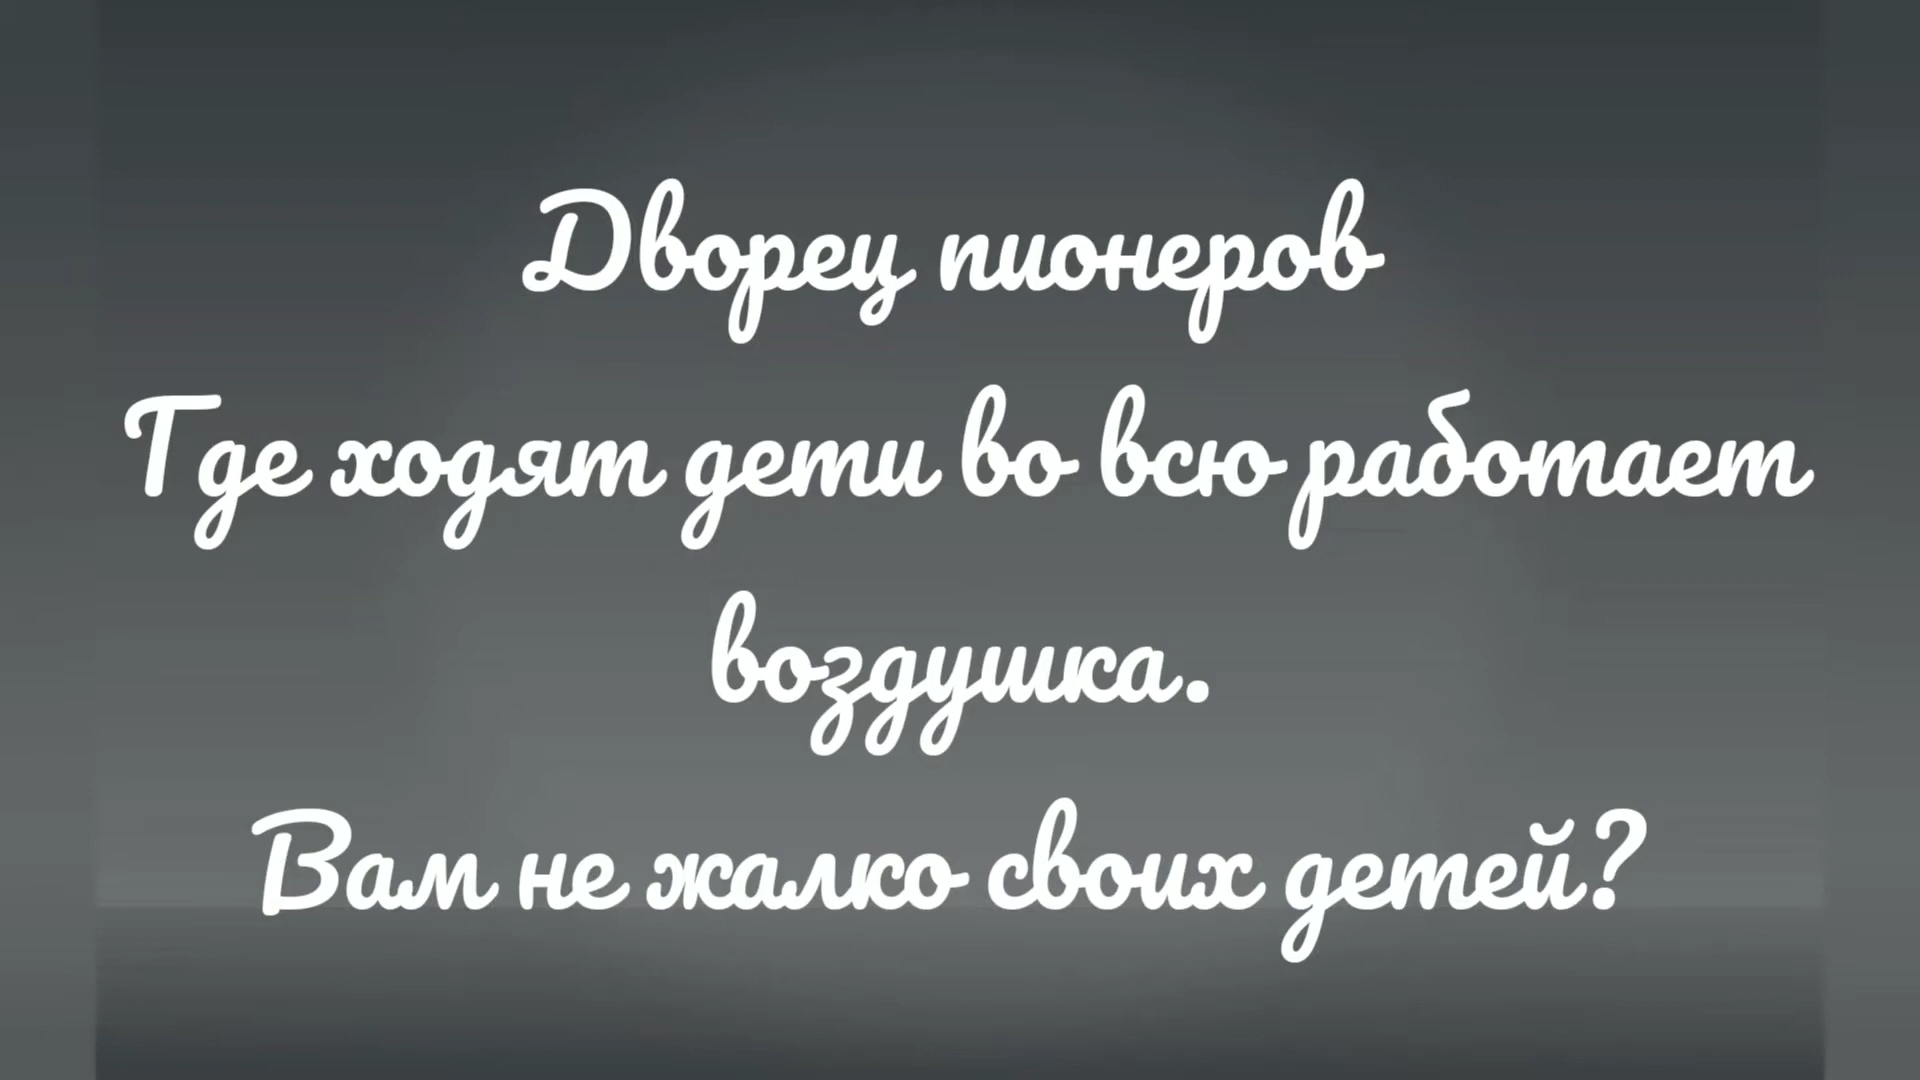 Дворец пионеров
Где ходят дети во всю работает
воздушка.
Вам не жалко своих детей?